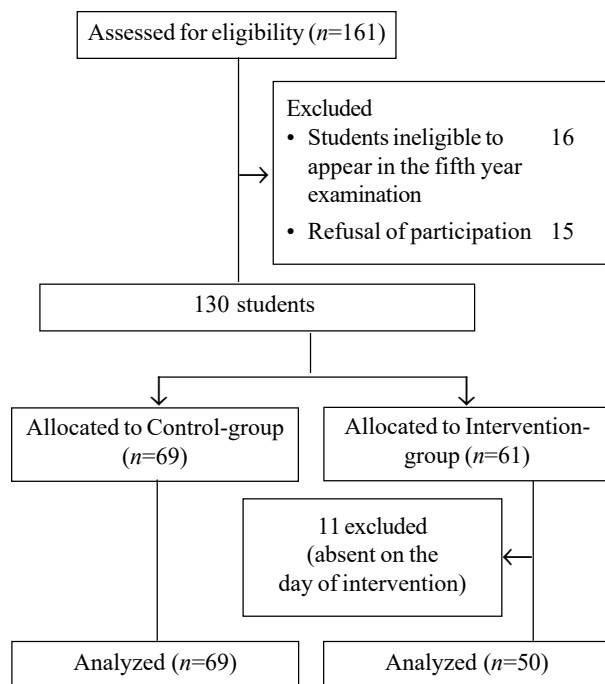 Assessed for eligibility (n=161)
Excluded
• Students ineligible to 16
appear in the fifth year
examination
• Refusal of participation 15
130 students
Allocated to Control-group
(n=69)
Allocated to Intervention-
group (n=61)
11 excluded
(absent on the
day of intervention)
Analyzed (n=69)
Analyzed (n=50)